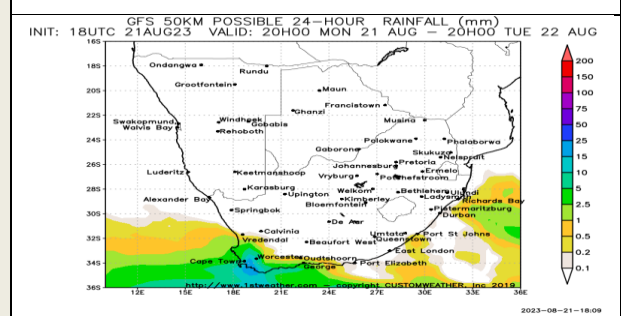 GFS 50KM POSSIBLE 24-HOUR RAINFALL (mm)
INIT: 18UTC 21AUG23 VALID: 20H00 MON 21 AUG - 20H00 TUE 22 AUG
16S
Ondangwa
Rundu
18S
Grootfontein
Maun
20S
Francistown
Ghanzi
22S
Windhoek
Gobabis
Musina
Swakopmund
Walvis Bay
Rehoboth
24S
Polokwane
Phalaborwa
Gaborone
Skukuza
Johannesburg
Pretoria
Nelspruit
26S
Luderitz
Keetmanshoop
Vryburg
Potchefstroom
Ermelo
Karasburg
Upington
Welkom
Bethlehem
Ulundi
28S
Alexander Bay
Kimberley
Ladysmith
Richards Bay
Springbok
Bloemfontein
Pietermaritzburg
30S
De Aar
Durban
Calvinia
Umtata
Port St Johns
32S
Vredendal
Beaufort West
Queenstown
East London
Cape Town
Worcester
Oudtshoorn
34S
George
Port Elizabeth
http://www.1stweather.com - copyright CUSTOMWEATHER, Inc 2019
36S
12E 15E 18E 21E 24E 27E 30E 33E 36E
200
150
100
75
50
25
15
10
5
2.5
1
0.5
0.2
0.1
2023-08-21-18:09